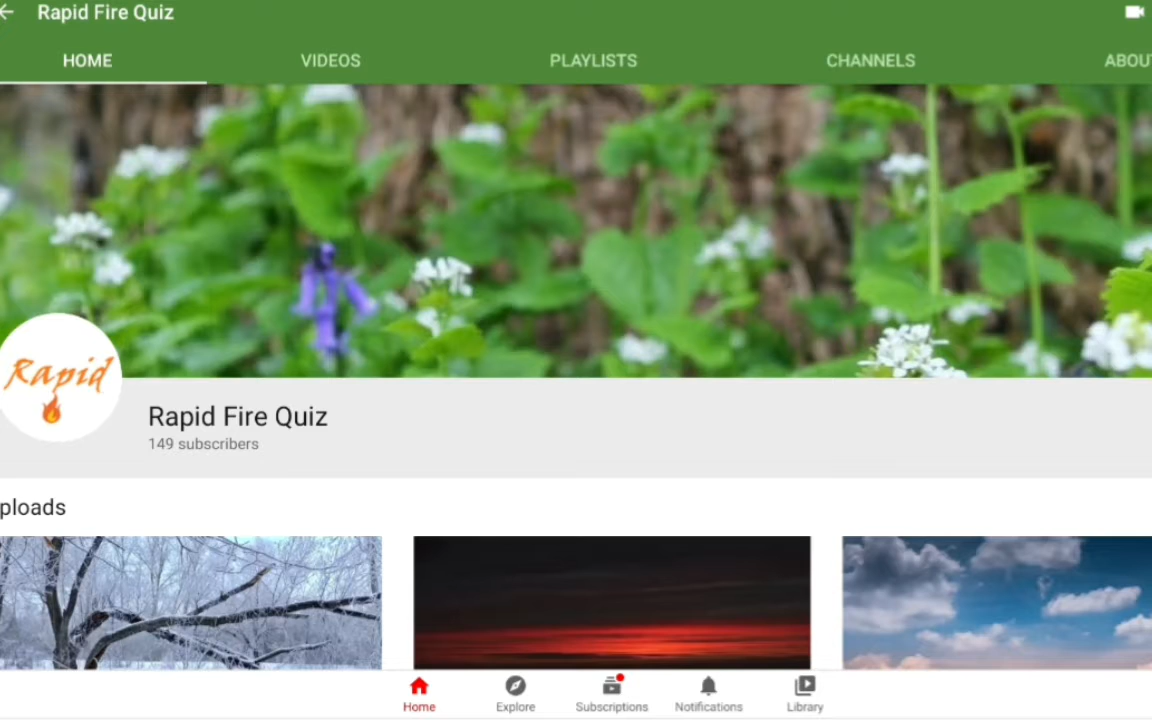 Rapid Fire Quiz
HOME VIDEOS PLAYLISTS CHANNELS ABOU
Rapid
Rapid Fire Quiz
149 subscribers
ploads
Home Explore Subscriptions Notifications Library